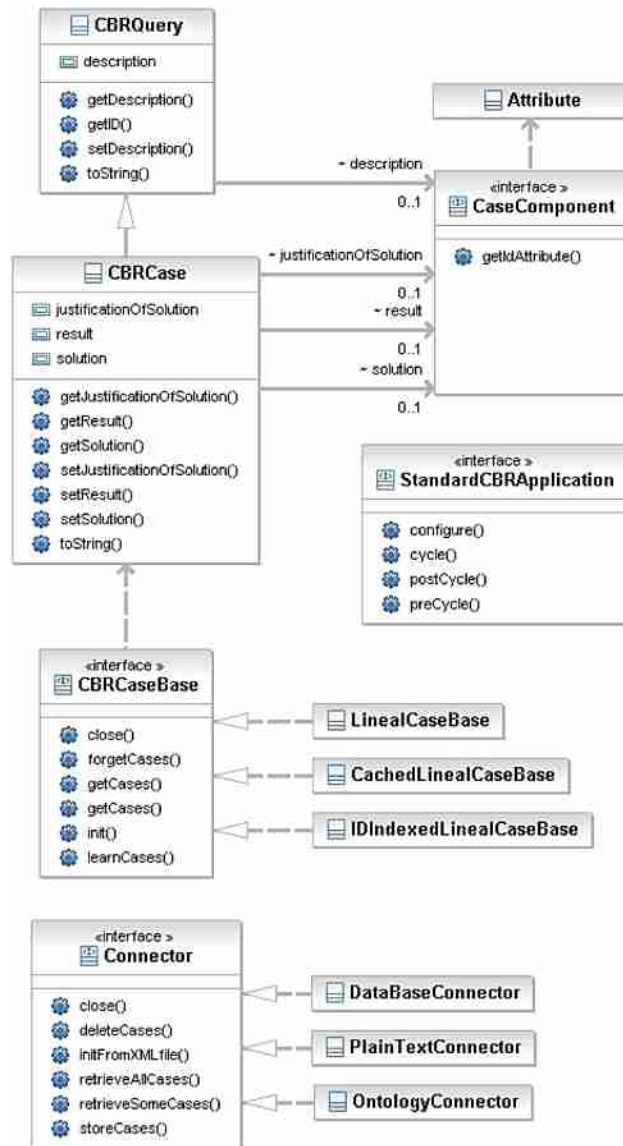 CBRQuery
description
getDescription()
getID()
setDescription()
toString()
Attribute
~ description
0..1
«interface »
CaseComponent
getIdAttribute()
CBRCase
justificationOfSolution
result
solution
getJustificationOfSolution()
getResult()
getSolution()
setJustificationOfSolution()
setResult()
setSolution()
toString()
~ justificationOfSolution
0..1
~ result
0..1
~ solution
0..1
«interface »
StandardCBRApplication
configure()
cycle()
postCycle()
preCycle()
«interface »
CBRCaseBase
close()
forgetCases()
getCases()
getCases()
init()
learnCases()
LinealCaseBase
CachedLinealCaseBase
IDIndexedLinealCaseBase
«interface »
Connector
close()
deleteCases()
initFromXMLfile()
retrieveAllCases()
retrieveSomeCases()
storeCases()
DataBaseConnector
PlainTextConnector
OntologyConnector